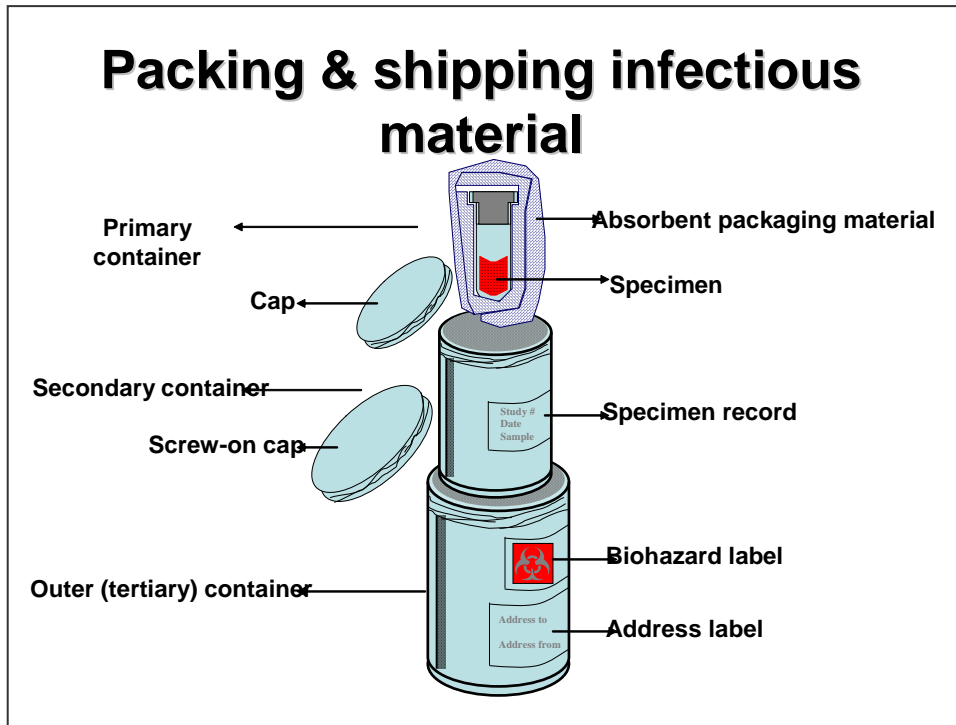 Packing & shipping infectious
material
Primary
container
Absorbent packaging material
Cap
Specimen
Secondary container
Study #
Date
Sample
Specimen record
Screw-on cap
Biohazard label
Outer (tertiary) container
Address to
Address from
Address label